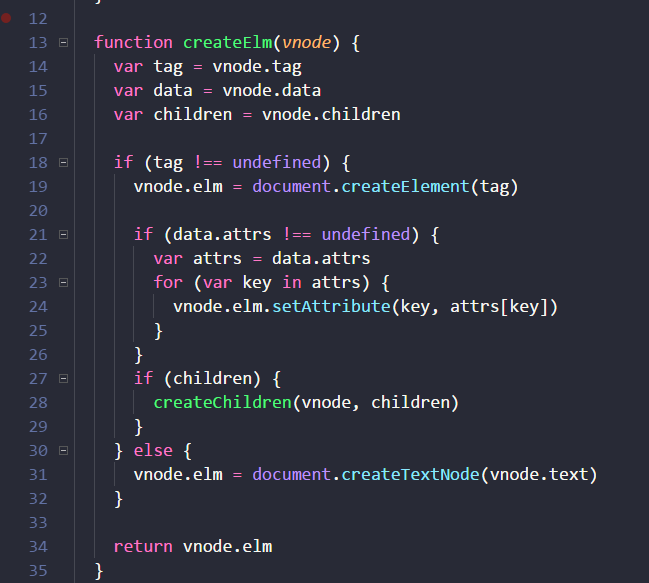 12
13 function createElm(vnode) {
14 var tag = vnode.tag
15 var data = vnode.data
16 var children = vnode.children
17
18 if (tag !== undefined) {
19 vnode.elm = document.createElement(tag)
20
21 if (data.attrs !== undefined) {
22 var attrs = data.attrs
23 for (var key in attrs) {
24 vnode.elm.setAttribute(key, attrs[key])
25 }
26 }
27 if (children) {
28 createChildren(vnode, children)
29 }
30 } else {
31 vnode.elm = document.createTextNode(vnode.text)
32 }
33
34 return vnode.elm
35 }